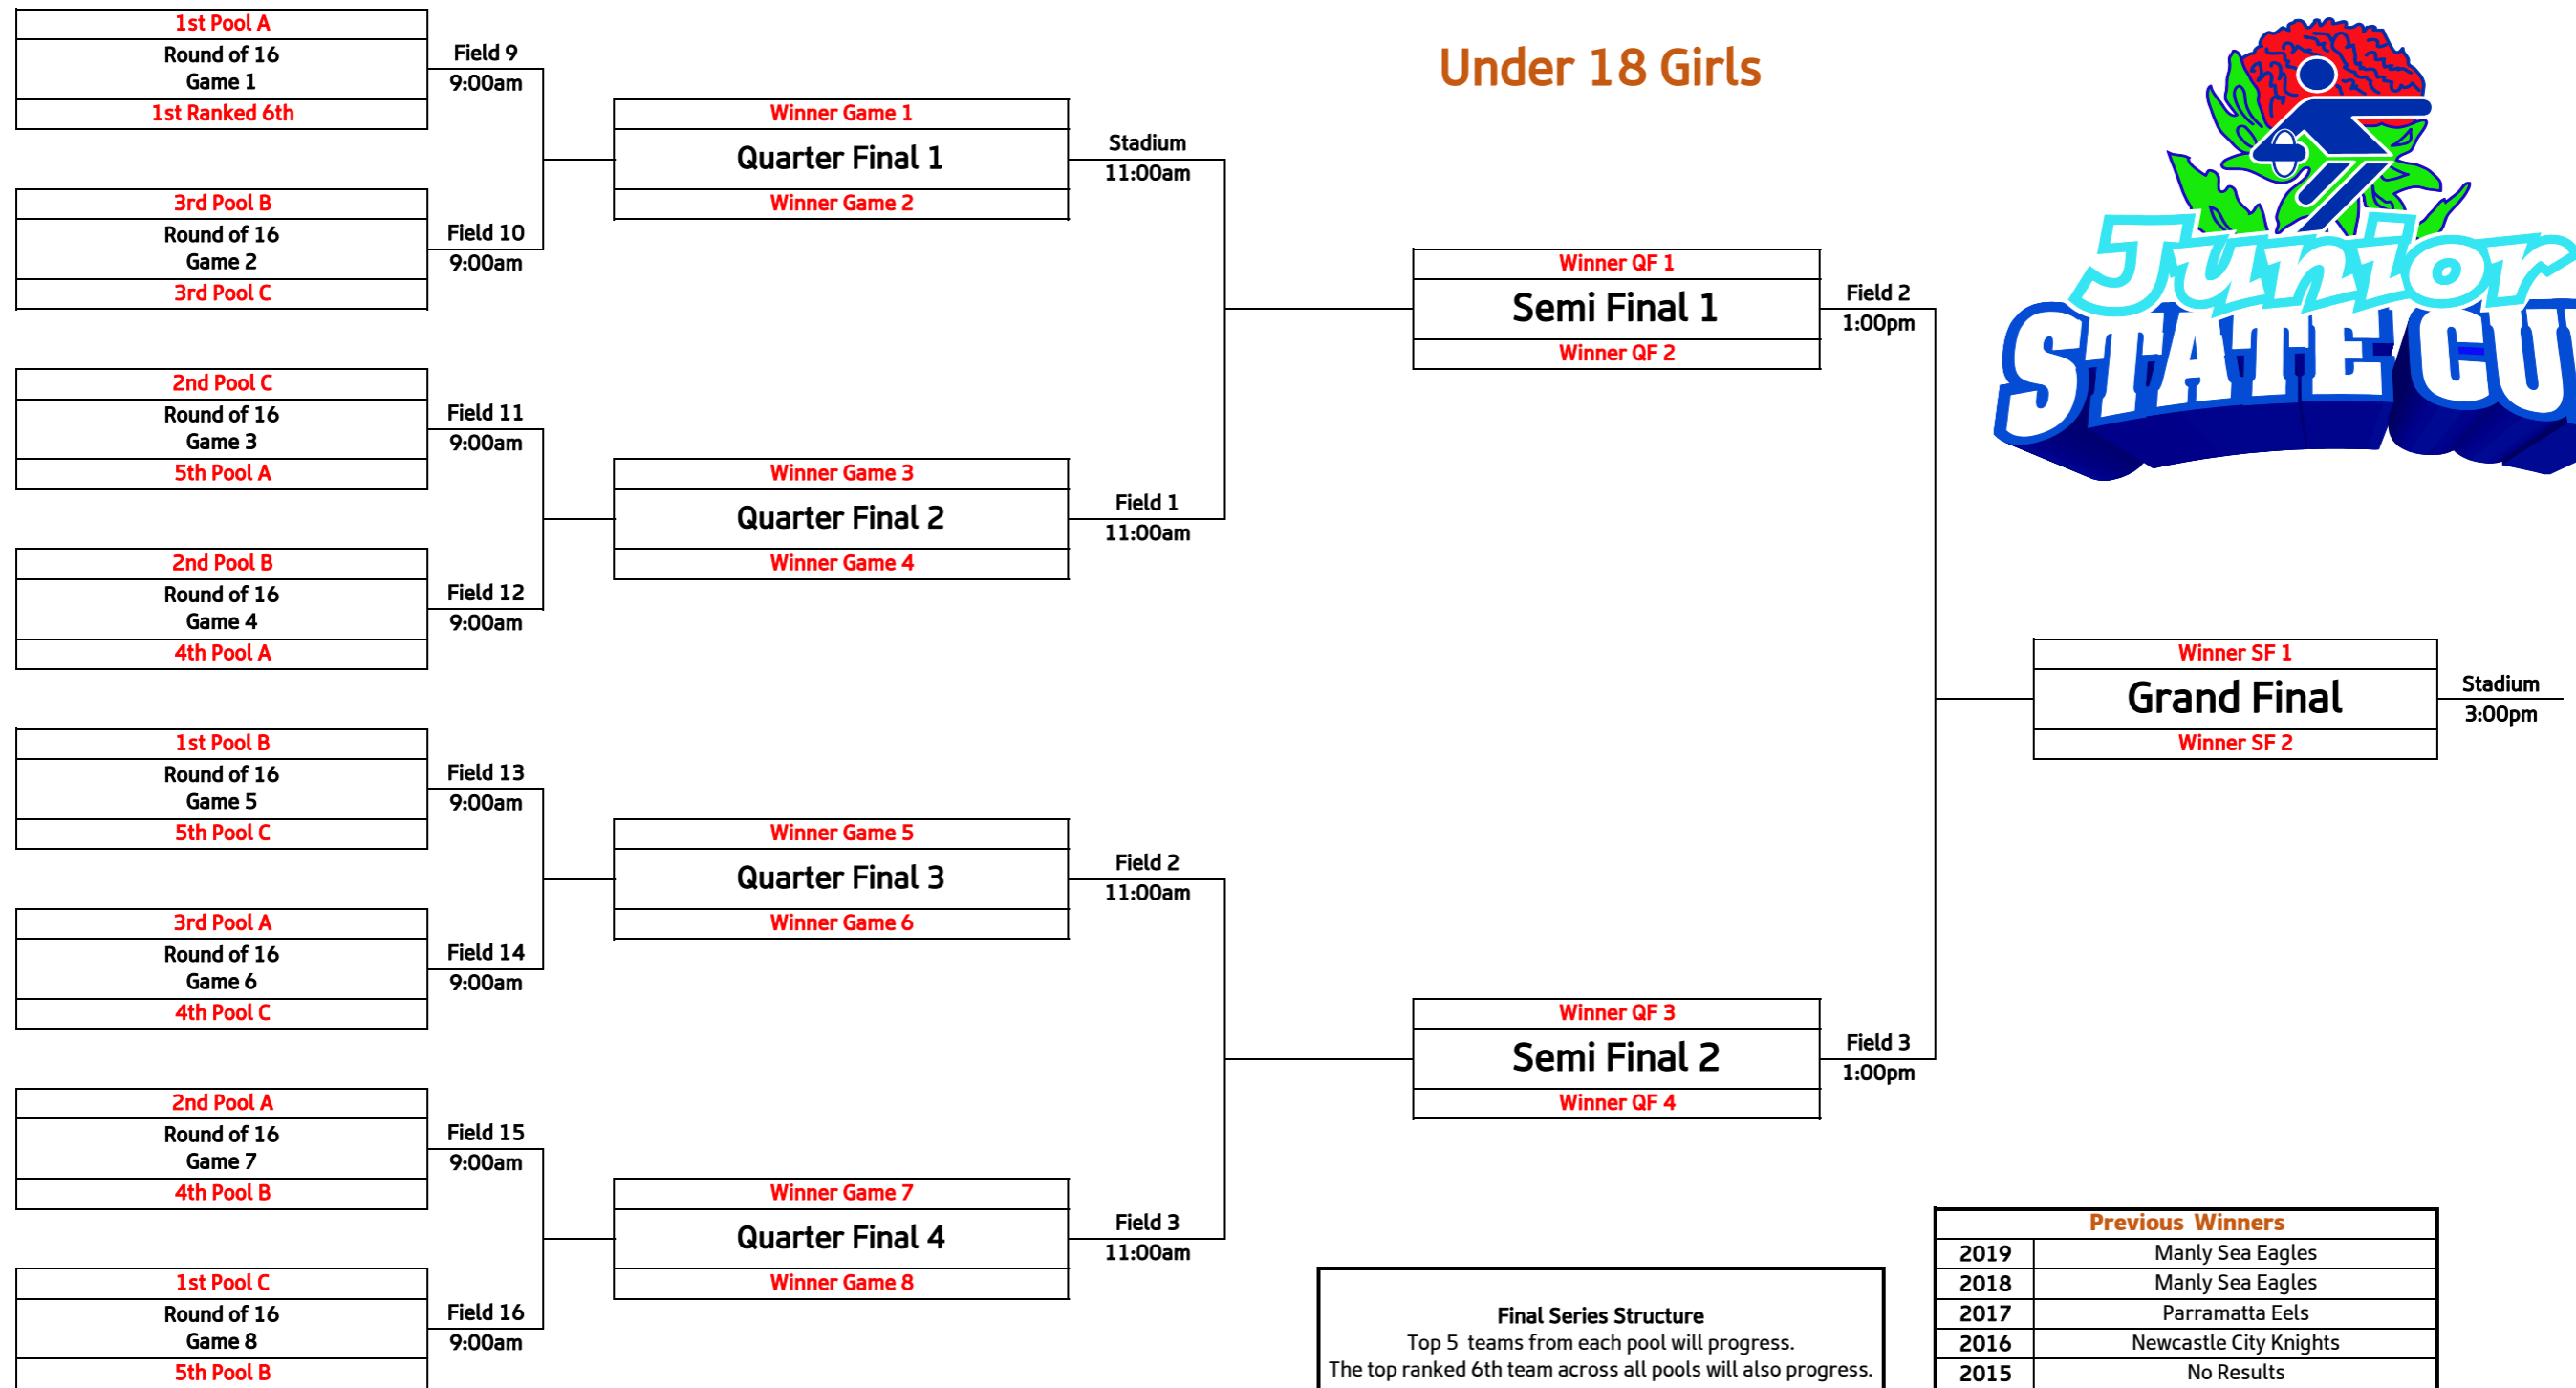 Under 18 Girls
Junior
STATE CU
1st Pool A
Round of 16
Game 1
1st Ranked 6th
Field 9
9:00am
3rd Pool B
Round of 16
Game 2
3rd Pool C
Field 10
9:00am
2nd Pool C
Round of 16
Game 3
5th Pool A
Field 11
9:00am
2nd Pool B
Round of 16
Game 4
4th Pool A
Field 12
9:00am
1st Pool B
Round of 16
Game 5
5th Pool C
Field 13
9:00am
3rd Pool A
Round of 16
Game 6
4th Pool C
Field 14
9:00am
2nd Pool A
Round of 16
Game 7
4th Pool B
Field 15
9:00am
1st Pool C
Round of 16
Game 8
5th Pool B
Field 16
9:00am
Winner Game 1
Quarter Final 1
Winner Game 2
Stadium
11:00am
Winner Game 3
Quarter Final 2
Winner Game 4
Field 1
11:00am
Winner Game 5
Quarter Final 3
Winner Game 6
Field 2
11:00am
Winner Game 7
Quarter Final 4
Winner Game 8
Field 3
11:00am
Winner QF 1
Semi Final 1
Winner QF 2
Field 2
1:00pm
Winner QF 3
Semi Final 2
Winner QF 4
Field 3
1:00pm
Winner SF 1
Grand Final
Winner SF 2
Stadium
3:00pm
Final Series Structure
Top 5 teams from each pool will progress.
The top ranked 6th team across all pools will also progress.
Previous Winners
2019 Manly Sea Eagles
2018 Manly Sea Eagles
2017 Parramatta Eels
2016 Newcastle City Knights
2015 No Results